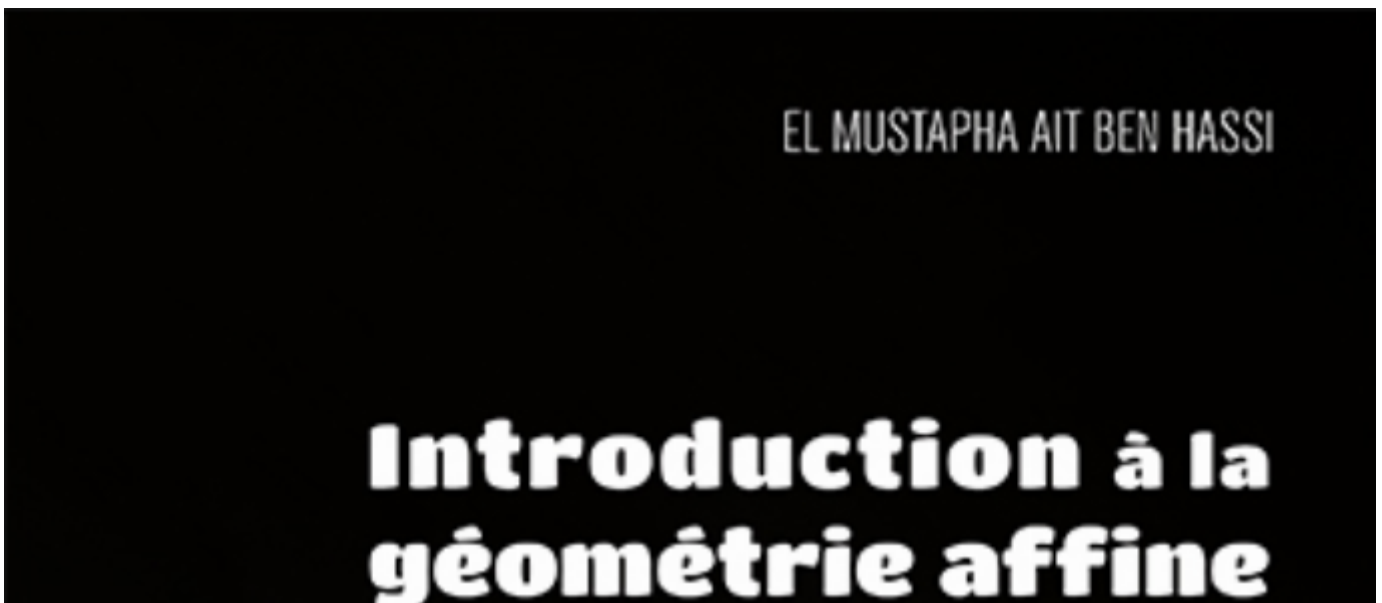 EL MUSTAPHA AIT BEN HASSI
Introduction à la
géométrie affine